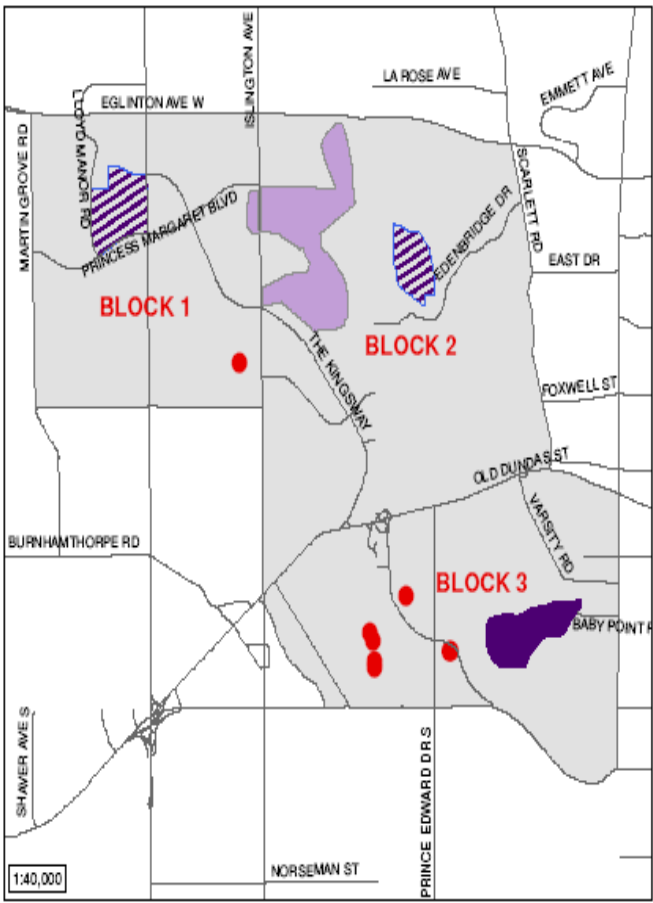 ISLINGTON AVE
LA ROSE AVE
EMMETT AVE
EGLINTON AVE W
LLOYD MANOR RD
MARTIN GROVE RD
SCARLETT RD
PRINCESS MARGARET BLVD
EDENBRIDGE DR
EAST DR
BLOCK 1
BLOCK 2
THE KINGSWAY
FOXWELL ST
OLD DUNDAS ST
VARSITY RD
BURNHAMTHORPE RD
BLOCK 3
BABY POINT R
SHAVER AVE S
PRINCE EDWARD DR S
NORSEMAN ST
1:40,000